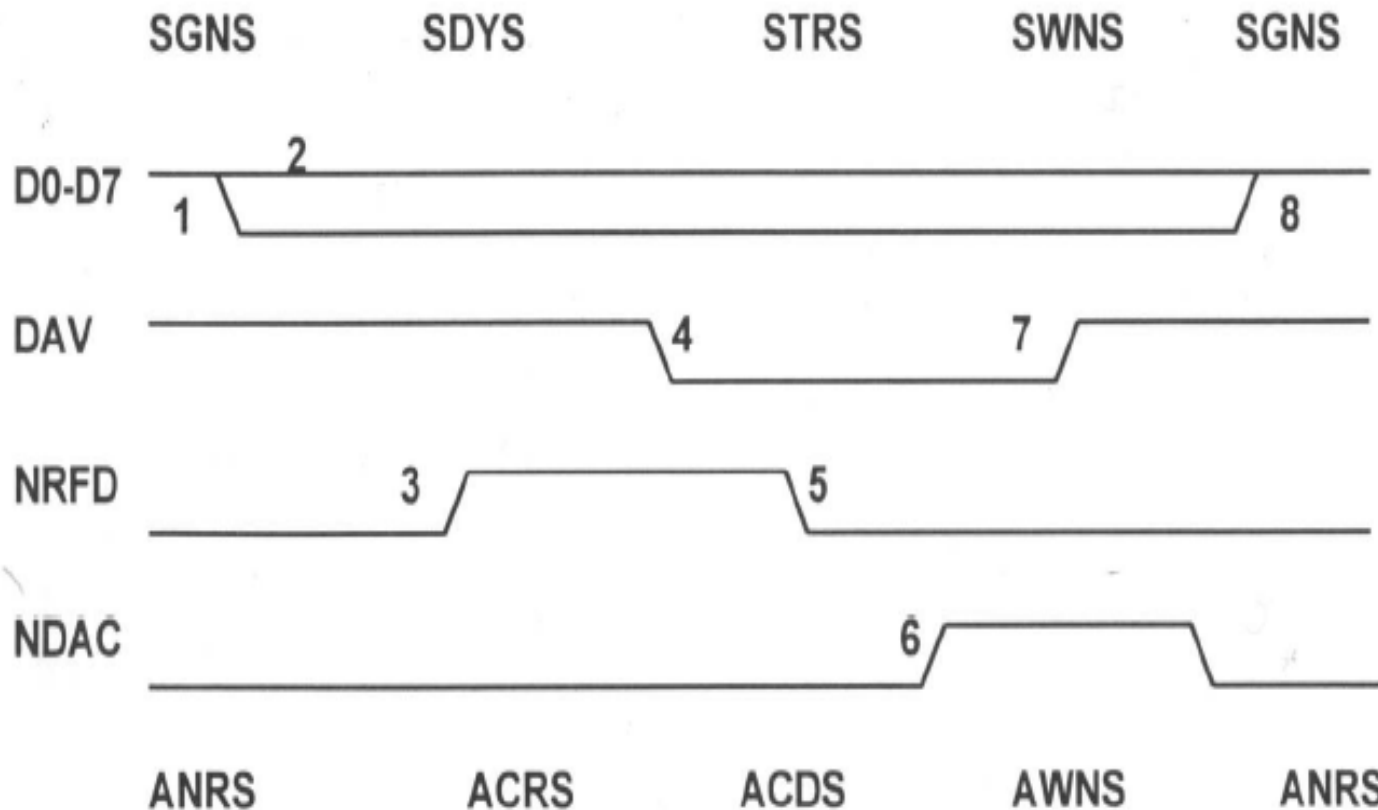 SGNS SDYS STRS SWNS SGNS
2
D0-D7
1 8
DAV 4 7
NRFD 3 5
NDAC 6
ANRS ACRS ACDS AWNS ANRS